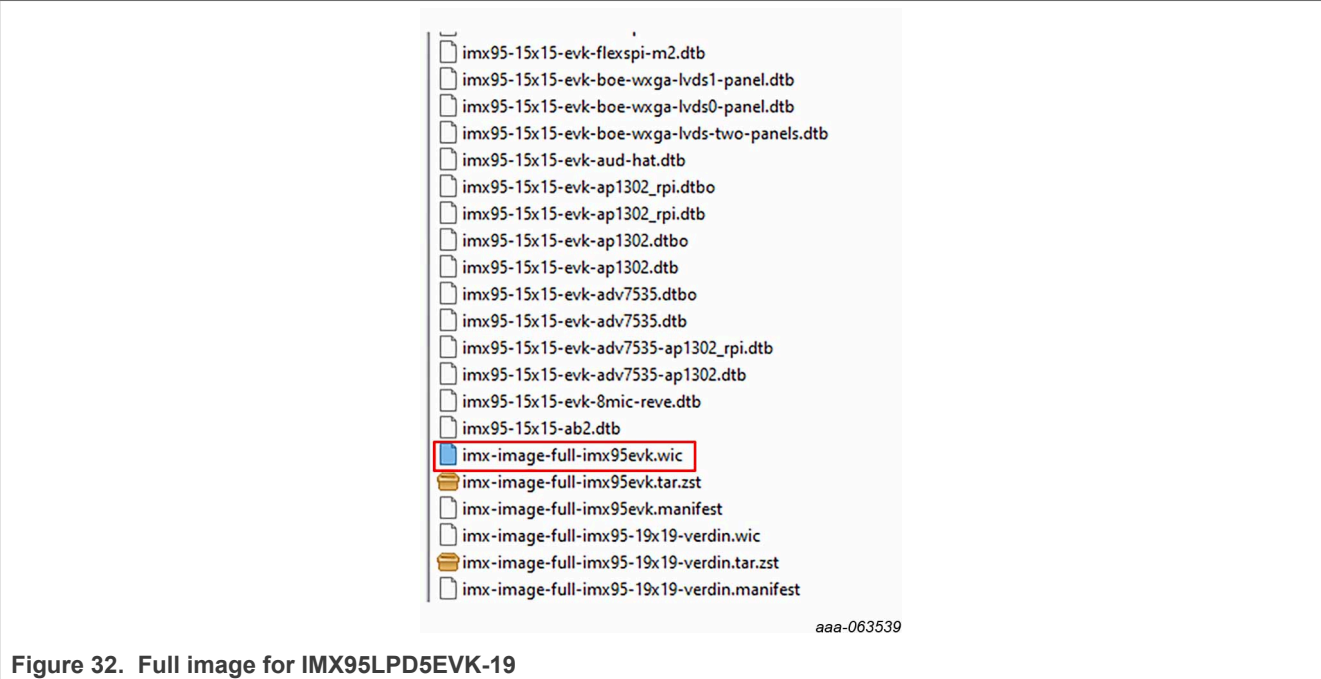 imx95-15x15-evk-flexspi-m2.dtb
imx95-15x15-evk-boe-wxga-lvds1-panel.dtb
imx95-15x15-evk-boe-wxga-lvds0-panel.dtb
imx95-15x15-evk-boe-wxga-lvds-two-panels.dtb
imx95-15x15-evk-aud-hat.dtb
imx95-15x15-evk-ap1302_rpi.dtbo
imx95-15x15-evk-ap1302_rpi.dtb
imx95-15x15-evk-ap1302.dtbo
imx95-15x15-evk-ap1302.dtb
imx95-15x15-evk-adv7535.dtbo
imx95-15x15-evk-adv7535.dtb
imx95-15x15-evk-adv7535-ap1302_rpi.dtb
imx95-15x15-evk-adv7535-ap1302.dtb
imx95-15x15-evk-8mic-reve.dtb
imx95-15x15-ab2.dtb
imx-image-full-imx95evk.wic
imx-image-full-imx95evk.tar.zst
imx-image-full-imx95evk.manifest
imx-image-full-imx95-19x19-verdin.wic
imx-image-full-imx95-19x19-verdin.tar.zst
imx-image-full-imx95-19x19-verdin.manifest
aaa-063539
Figure 32. Full image for IMX95LPD5EVK-19